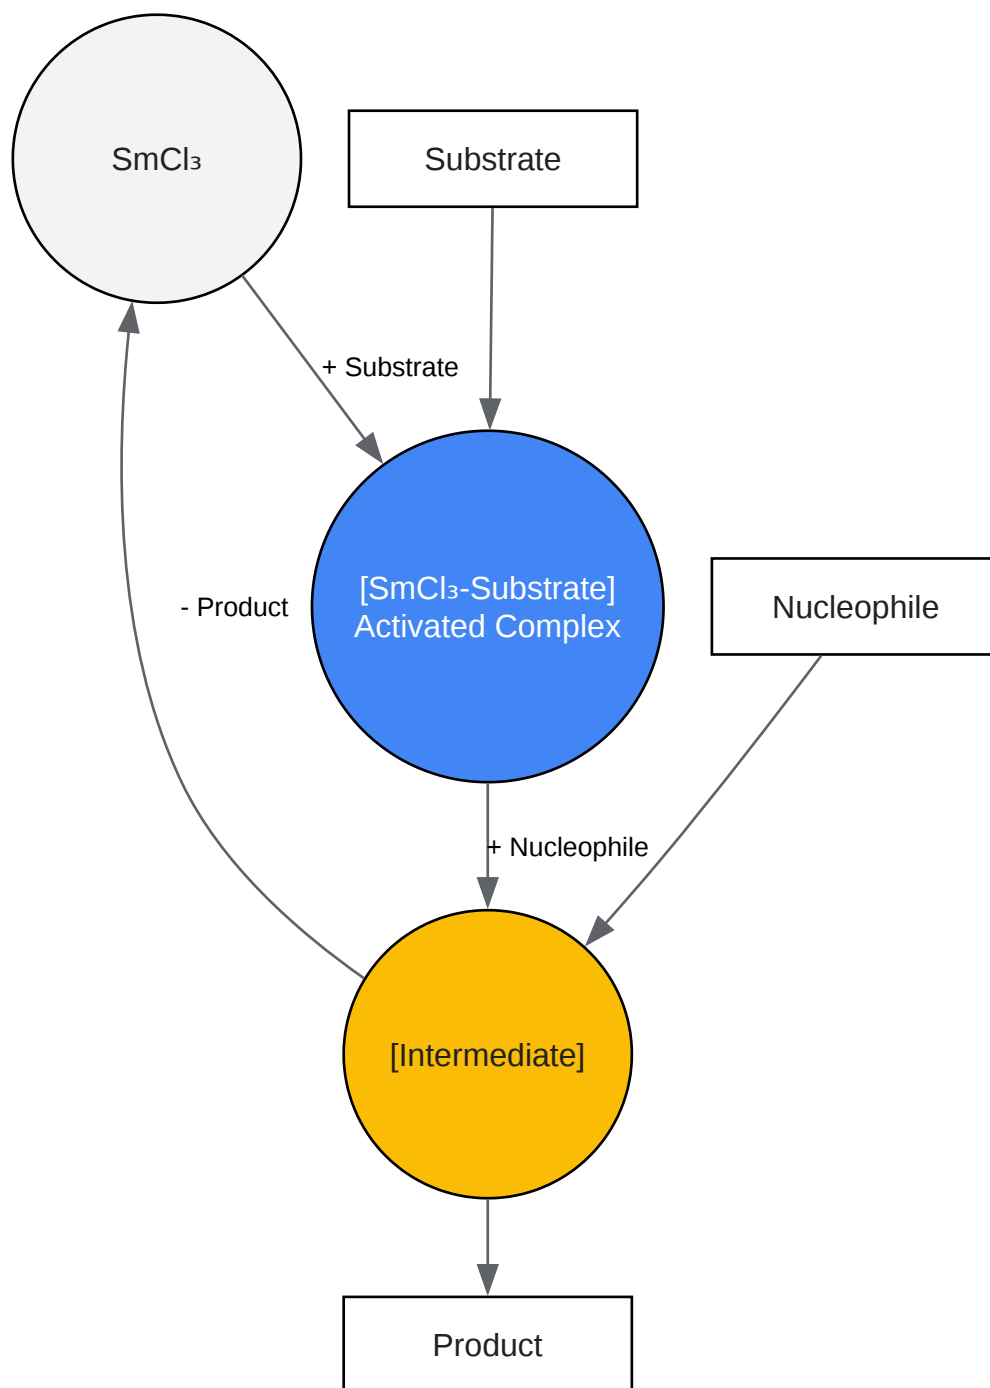 SmCl₃
Substrate
+ Substrate
[SmCl₃-Substrate]
Activated Complex
- Product
Nucleophile
+ Nucleophile
[Intermediate]
Product